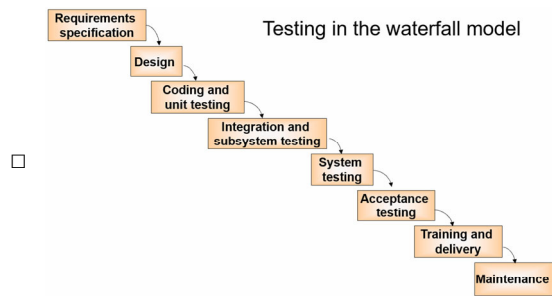 Requirements
specification
Testing in the waterfall model
Design
Coding and
unit testing
Integration and
subsystem testing
System
testing
Acceptance
testing
Training and
delivery
Maintenance